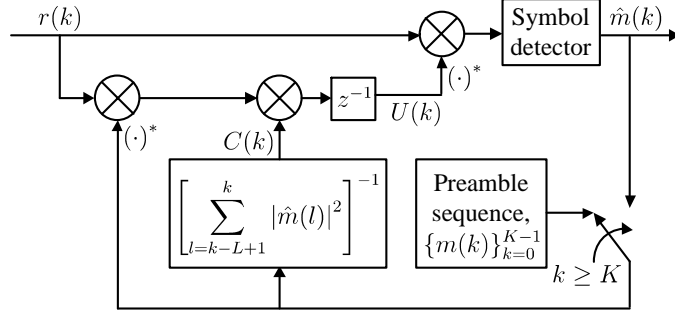 r(k)
Symbol
detector
m̂(k)
(·)*
(·)*
z⁻¹
U(k)
C(k)
[ ∑_{l=k−L+1}^{k} |m̂(l)|² ]⁻¹
Preamble
sequence,
{m(k)}_{k=0}^{K−1}
k ≥ K